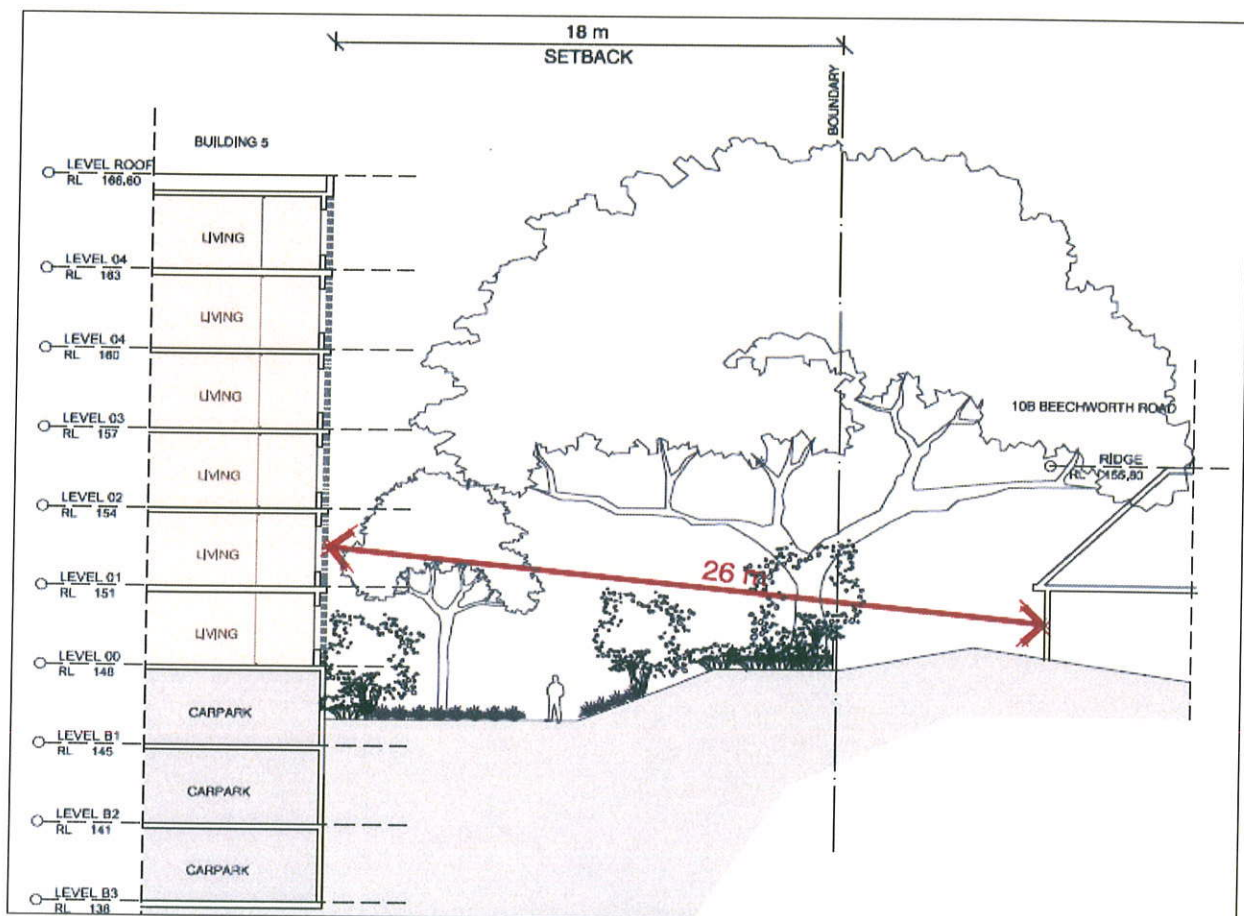 18 m
SETBACK
BOUNDARY
BUILDING 5
LEVEL ROOF
RL 166.60
LIVING
LEVEL 04
RL 163
LIVING
LEVEL 04
RL 160
LIVING
10B BEECHWORTH ROAD
LEVEL 03
RL 157
LIVING
RIDGE
RL 155.80
LEVEL 02
RL 154
LIVING
26 m
LEVEL 01
RL 151
LIVING
LEVEL 00
RL 148
CARPARK
LEVEL B1
RL 145
CARPARK
LEVEL B2
RL 141
CARPARK
LEVEL B3
RL 138